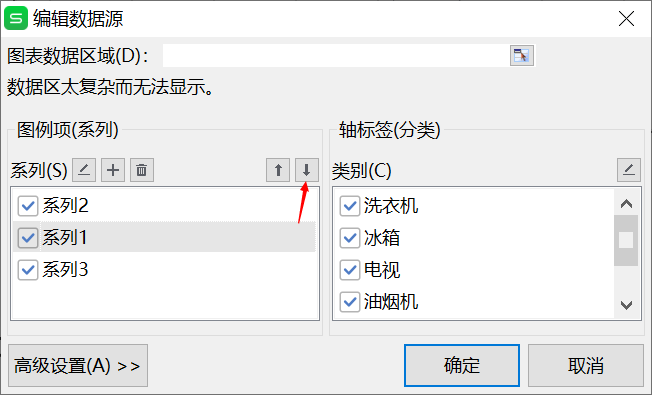 编辑数据源
图表数据区域(D)：
数据区太复杂而无法显示。
图例项(系列)
系列(S)
系列2
系列1
系列3
轴标签(分类)
类别(C)
洗衣机
冰箱
电视
油烟机
高级设置(A) >>
确定
取消